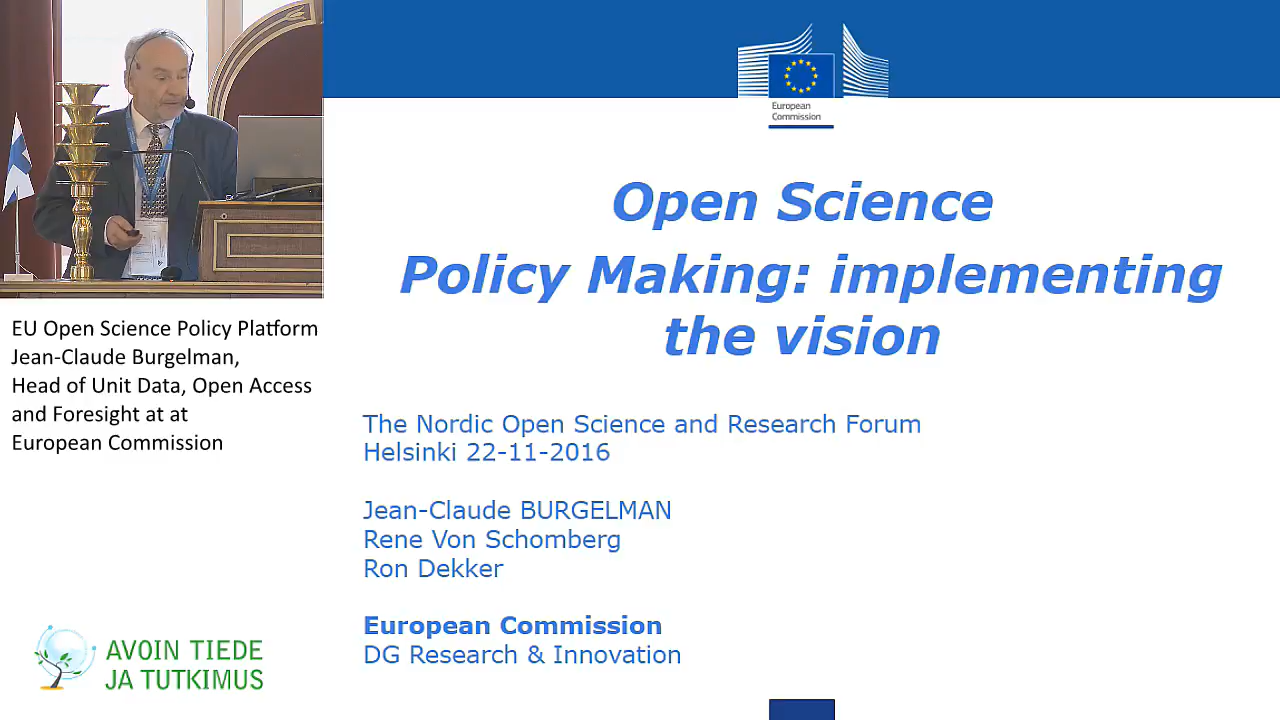 European
Commission
Open Science
Policy Making: implementing
the vision
EU Open Science Policy Platform
Jean-Claude Burgelman,
Head of Unit Data, Open Access
and Foresight at at
European Commission
The Nordic Open Science and Research Forum
Helsinki 22-11-2016
Jean-Claude BURGELMAN
Rene Von Schomberg
Ron Dekker
European Commission
DG Research & Innovation
AVOIN TIEDE
JA TUTKIMUS